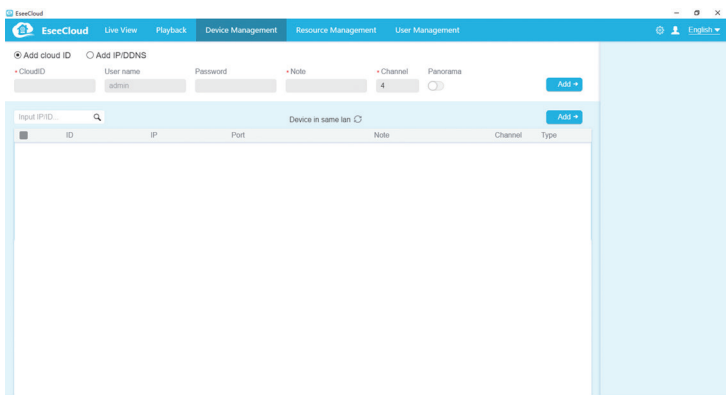 EseeCloud
EseeCloud Live View Playback Device Management Resource Management User Management English
Add cloud ID Add IP/DDNS
• CloudID User name Password • Note • Channel Panorama
admin 4 Add
Input IP/ID... Device in same lan Add
ID IP Port Note Channel Type